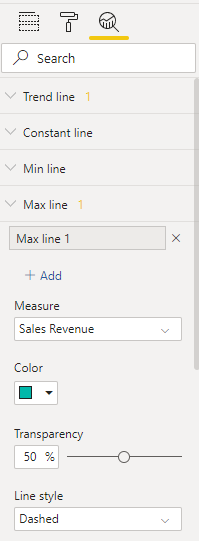 Search
Trend line 1
Constant line
Min line
Max line 1
Max line 1
Add
Measure
Sales Revenue
Color
Transparency
50 %
Line style
Dashed